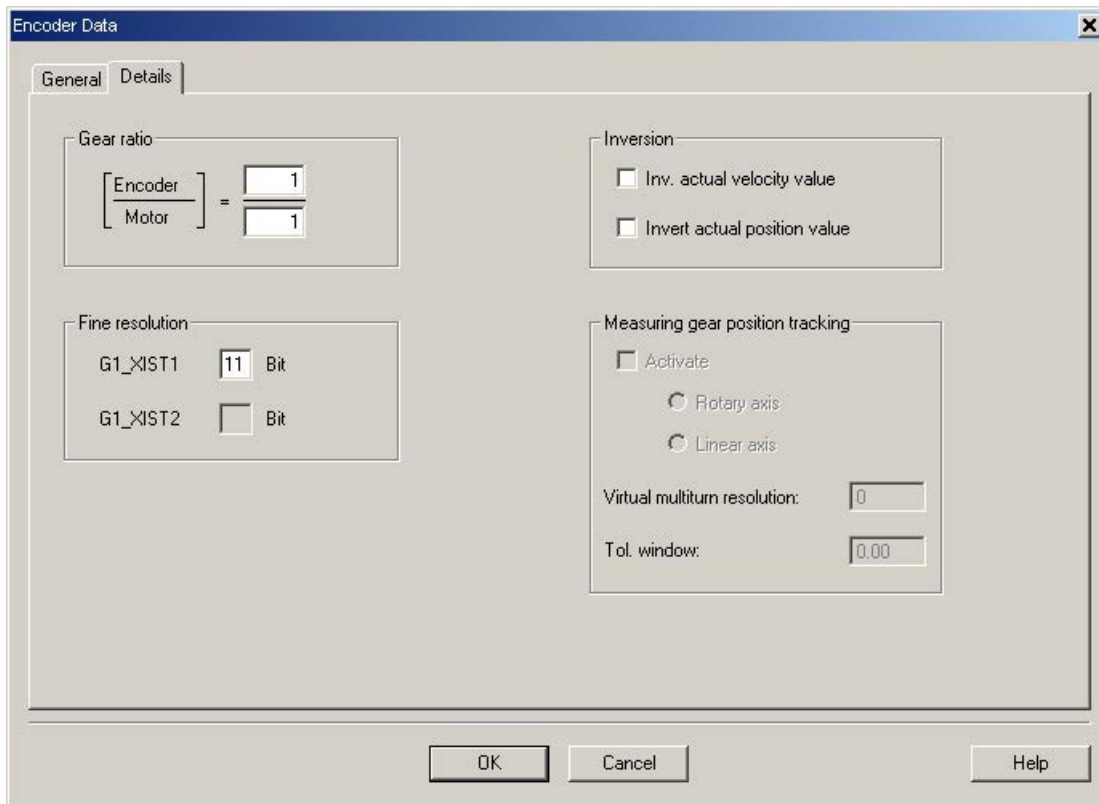 Encoder Data
General Details
Gear ratio
Encoder
Motor
=
1
1
Inversion
Inv. actual velocity value
Invert actual position value
Fine resolution
G1_XIST1 11 Bit
G1_XIST2 Bit
Measuring gear position tracking
Activate
Rotary axis
Linear axis
Virtual multiturn resolution: 0
Tol. window: 0.00
OK Cancel Help